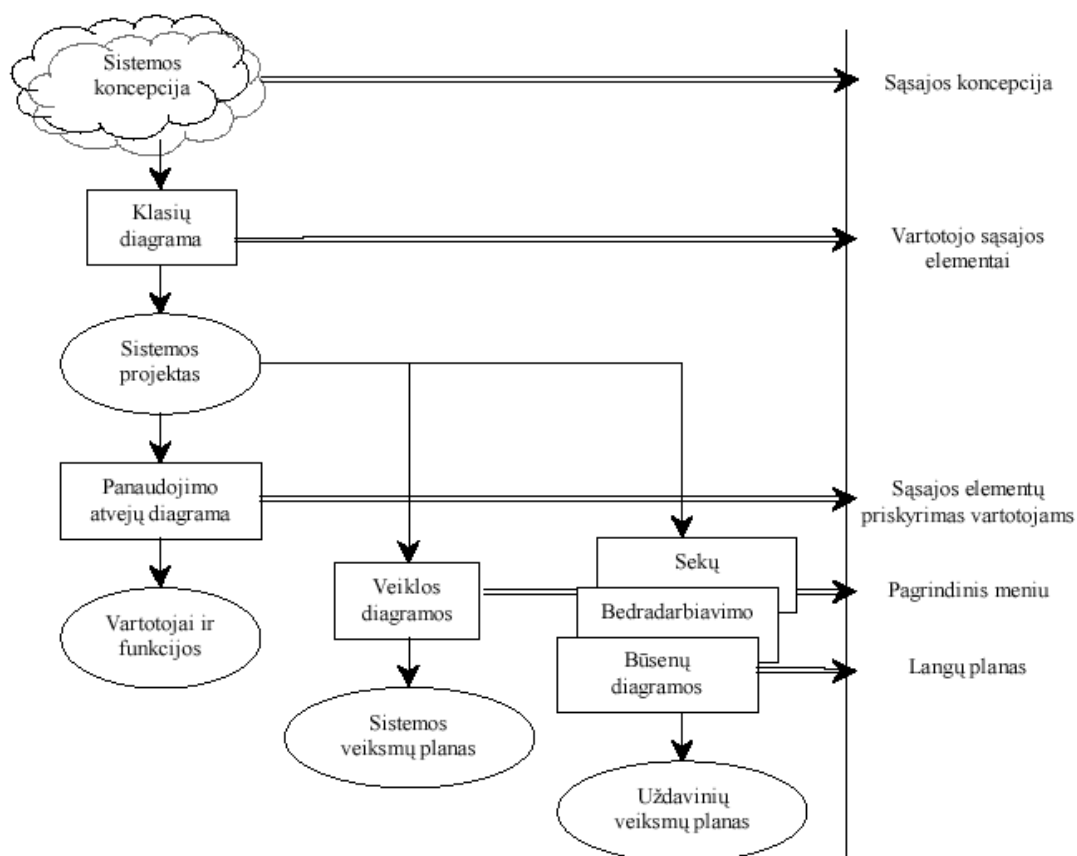 Sistemos
koncepcija
Sąsajos koncepcija
Klasių
diagrama
Vartotojo sąsajos
elementai
Sistemos
projektas
Panaudojimo
atvejų diagrama
Sąsajos elementų
priskyrimas vartotojams
Vartotojai ir
funkcijos
Veiklos
diagramos
Sekų
Pagrindinis meniu
Bedradarbiavimo
Būsenų
diagramos
Langų planas
Sistemos
veiksmų planas
Uždavinių
veiksmų planas